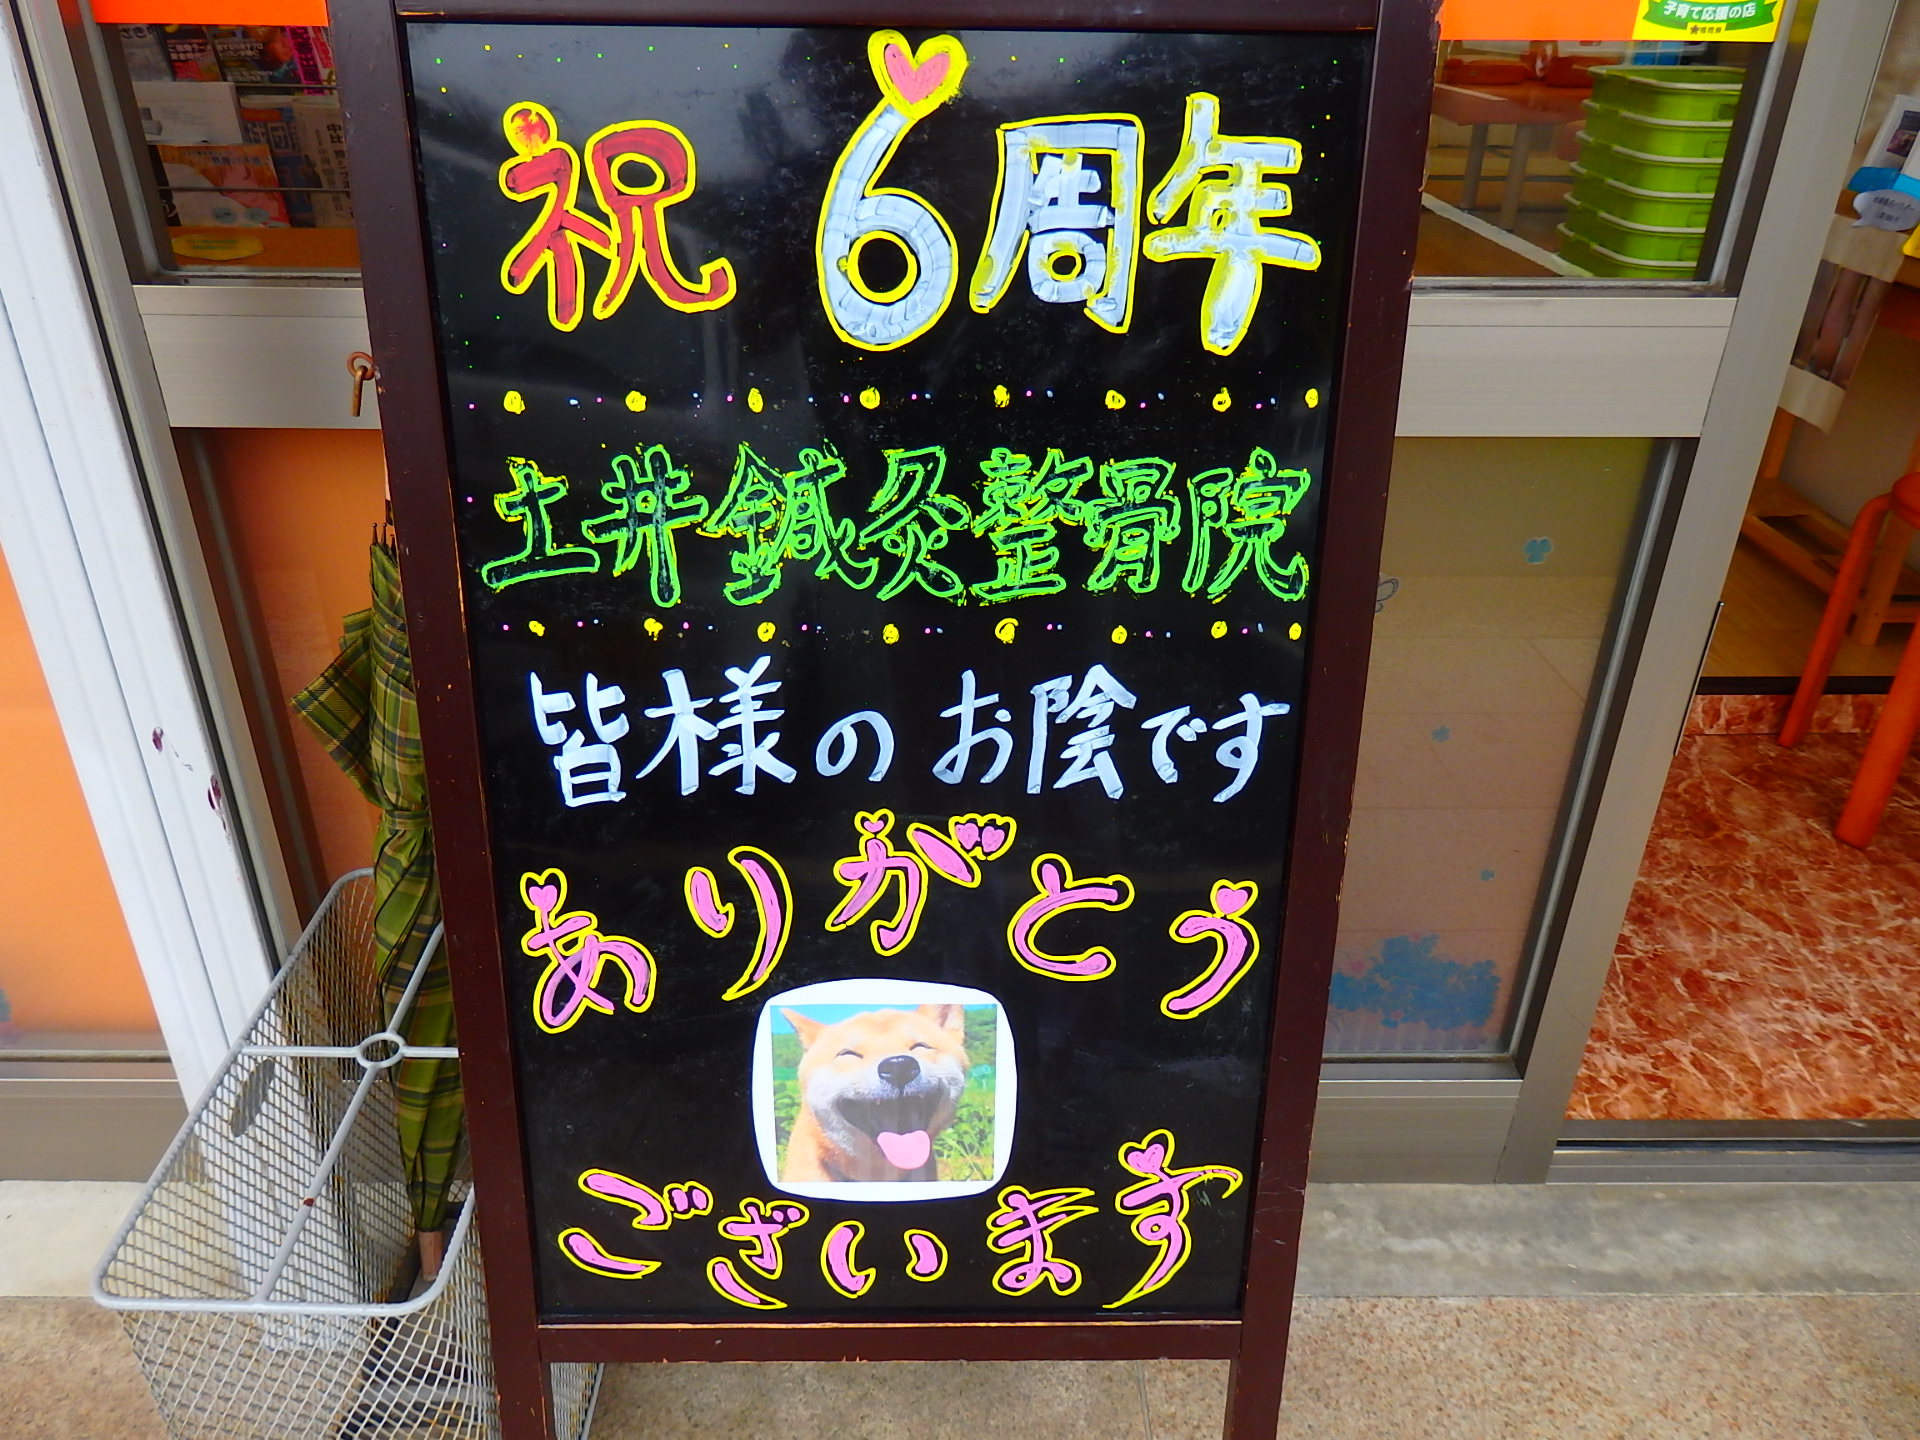 子育て応援の店
祝 6周年
土井鍼灸整骨院
皆様のお陰です
ありがとう
ございます